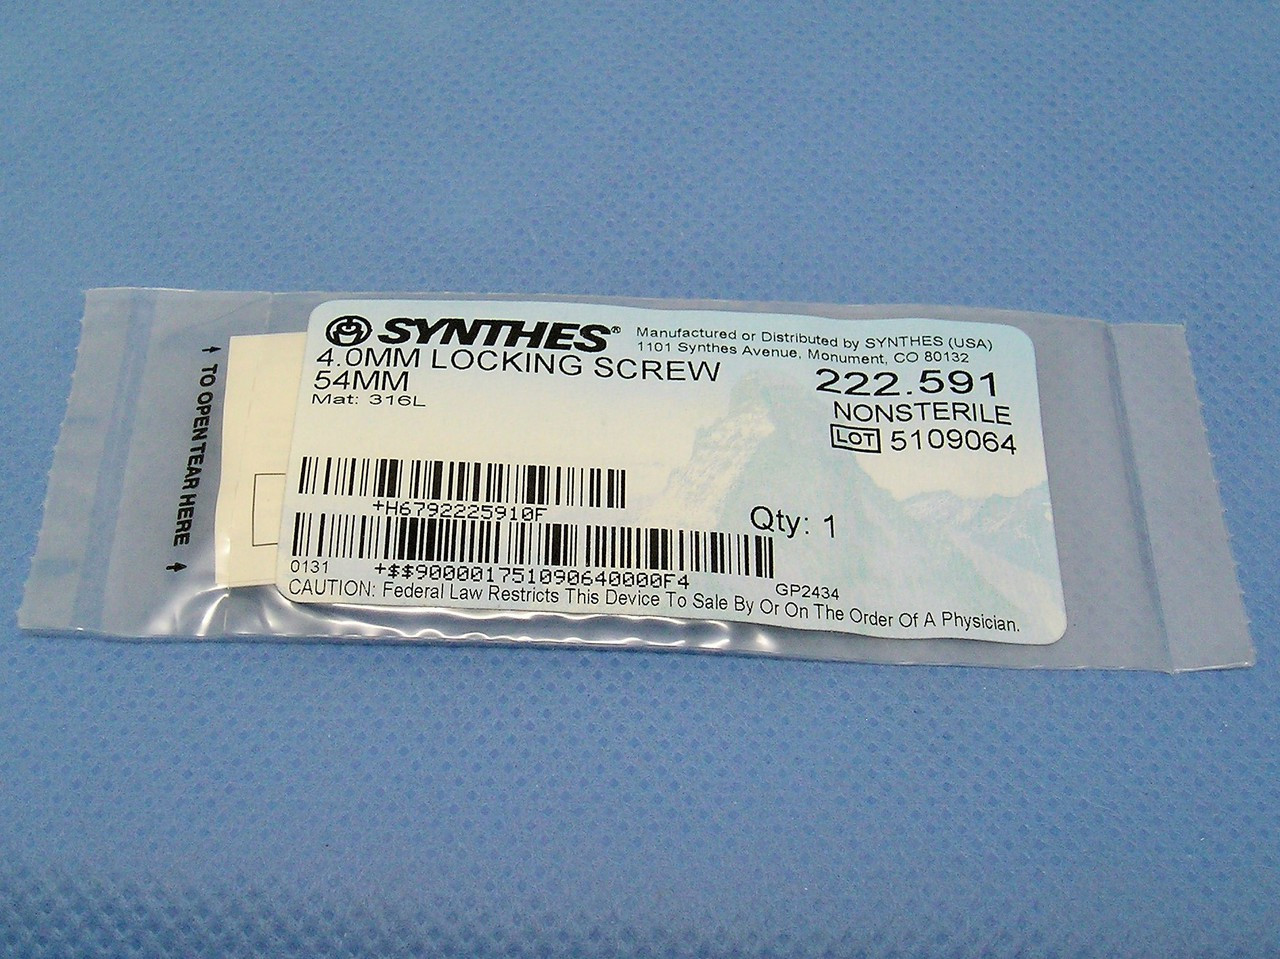 SYNTHES®
Manufactured or Distributed by SYNTHES (USA)
1101 Synthes Avenue, Monument, CO 80132
4.0MM LOCKING SCREW
54MM
Mat: 316L
222.591
NONSTERILE
LOT 5109064
+H6792225910F
Qty: 1
0131
+$$9000017510906400​00F4
GP2434
CAUTION: Federal Law Restricts This Device To Sale By Or On The Order Of A Physician.
TO OPEN TEAR HERE